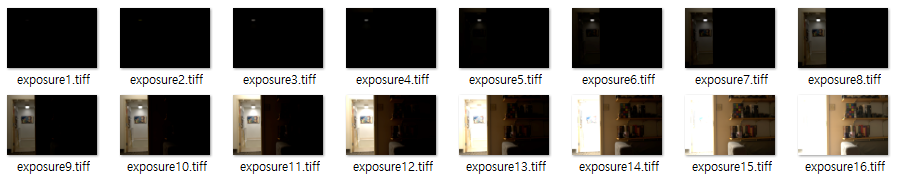 exposure1.tiff exposure2.tiff exposure3.tiff exposure4.tiff exposure5.tiff exposure6.tiff exposure7.tiff exposure8.tiff
exposure9.tiff exposure10.tiff exposure11.tiff exposure12.tiff exposure13.tiff exposure14.tiff exposure15.tiff exposure16.tiff